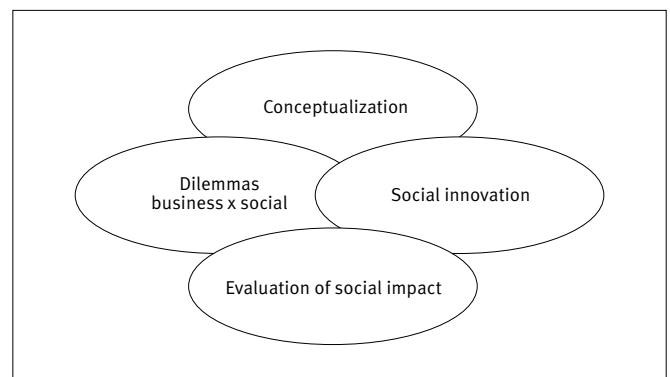 Conceptualization
Dilemmas
business x social
Social innovation
Evaluation of social impact